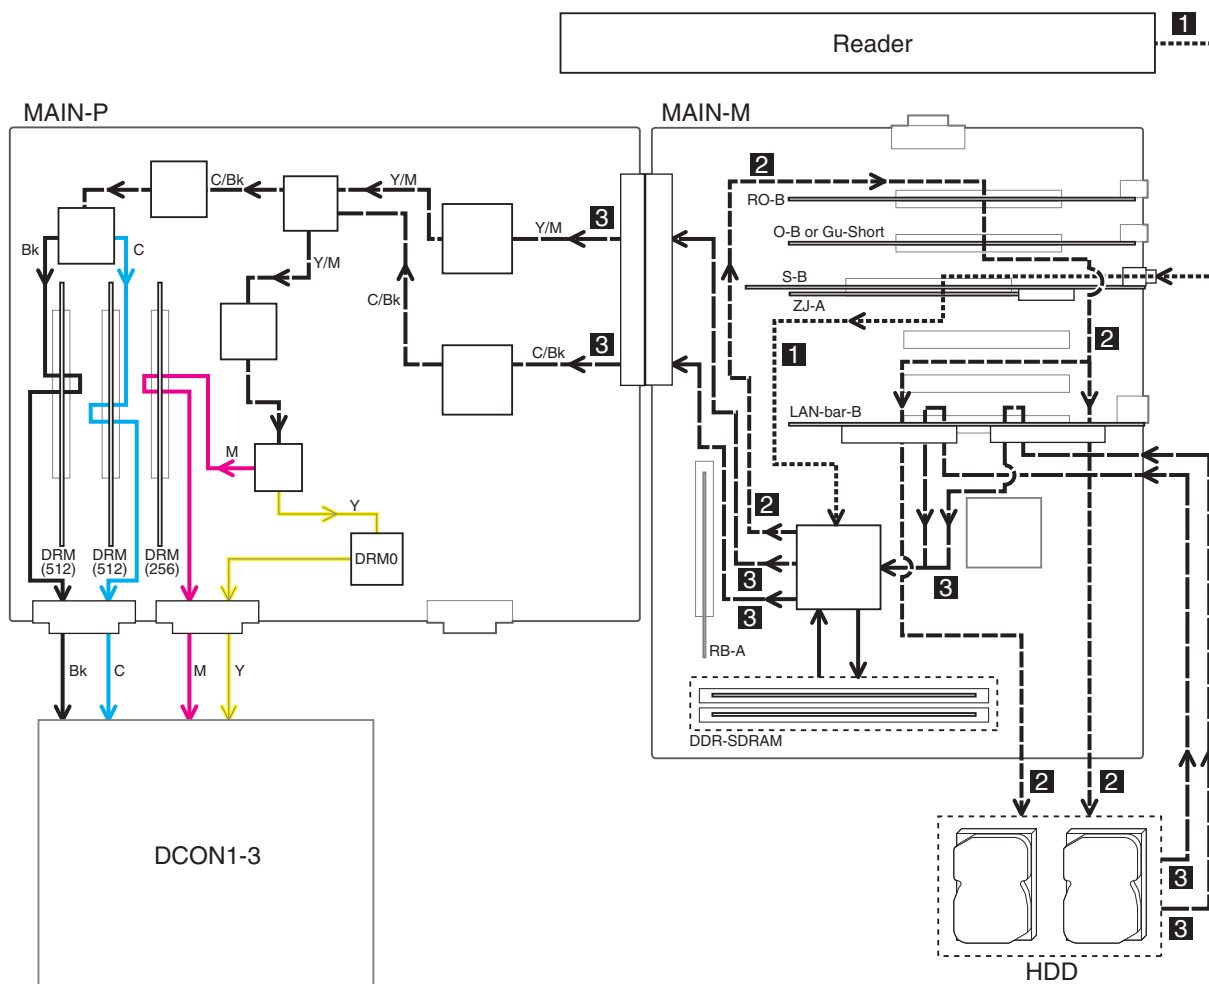 1
Reader
MAIN-P
MAIN-M
2
C/Bk
Y/M
RO-B
3
Y/M
O-B or Gu-Short
Bk
C
Y/M
S-B
ZJ-A
C/Bk
2
1
3
C/Bk
LAN-bar-B
M
Y
2
DRM
(512)
DRM
(512)
DRM
(256)
DRM0
3
3
3
RB-A
Bk
C
M
Y
DDR-SDRAM
2
2
DCON1-3
3
3
HDD